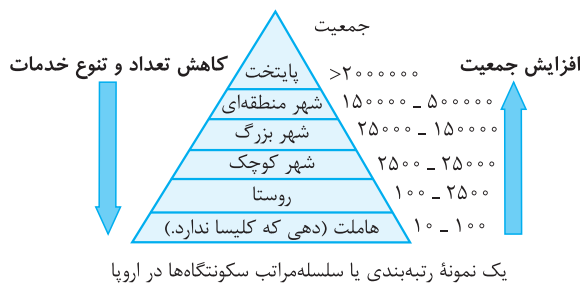 جمعیت
کاهش تعداد و تنوع خدمات
افزایش جمعیت
پایتخت >۲۰۰۰۰۰۰
شهر منطقه‌ای ۱۵۰۰۰۰ – ۵۰۰۰۰۰
شهر بزرگ ۲۵۰۰۰ – ۱۵۰۰۰۰
شهر کوچک ۲۵۰۰ – ۲۵۰۰۰
روستا ۱۰۰ – ۲۵۰۰
هاملت (دهی که کلیسا ندارد.) ۱۰ – ۱۰۰
یک نمونهٔ رتبه‌بندی یا سلسله‌مراتب سکونتگاه‌ها در اروپا